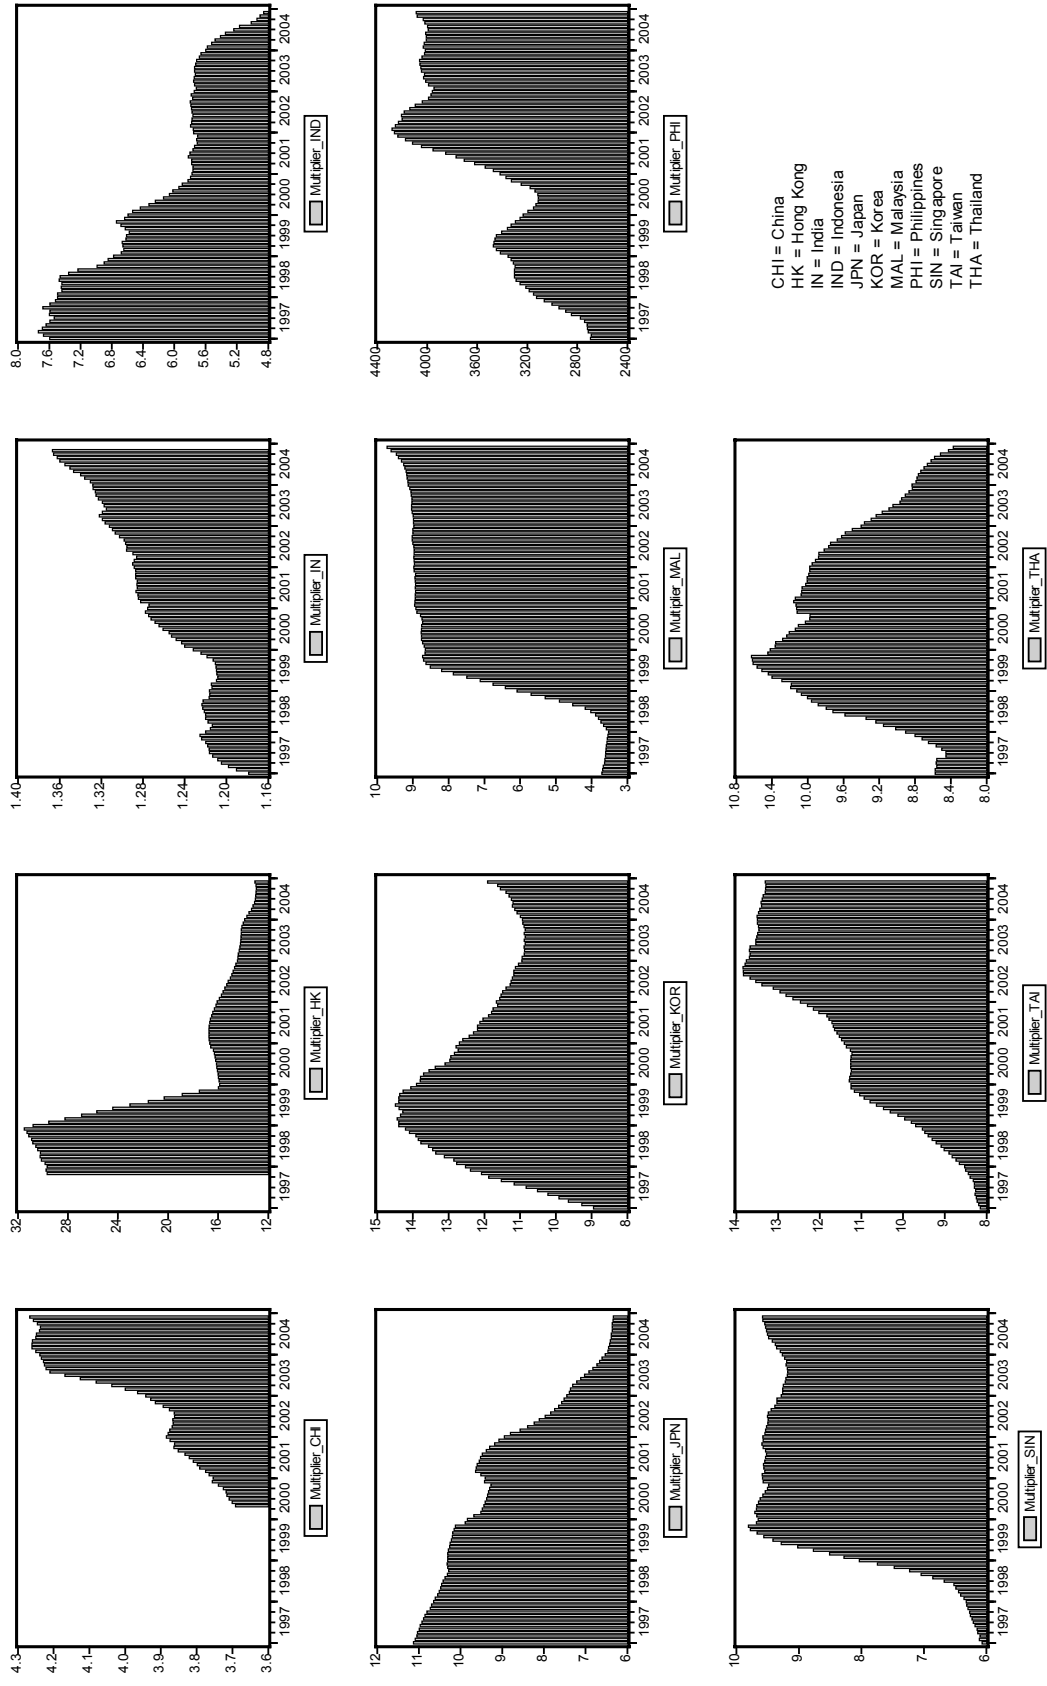 4.3
4.2
4.1
4.0
3.9
3.8
3.7
3.6
1997 1998 1999 2000 2001 2002 2003 2004
Multiplier_CHI
32
28
24
20
16
12
1997 1998 1999 2000 2001 2002 2003 2004
Multiplier_HK
1.40
1.36
1.32
1.28
1.24
1.20
1.16
1997 1998 1999 2000 2001 2002 2003 2004
Multiplier_IN
8.0
7.6
7.2
6.8
6.4
6.0
5.6
5.2
4.8
1997 1998 1999 2000 2001 2002 2003 2004
Multiplier_IND
12
11
10
9
8
7
6
1997 1998 1999 2000 2001 2002 2003 2004
Multiplier_JPN
15
14
13
12
11
10
9
8
1997 1998 1999 2000 2001 2002 2003 2004
Multiplier_KOR
10
9
8
7
6
5
4
3
1997 1998 1999 2000 2001 2002 2003 2004
Multiplier_MAL
4400
4000
3600
3200
2800
2400
1997 1998 1999 2000 2001 2002 2003 2004
Multiplier_PHI
10
9
8
7
6
1997 1998 1999 2000 2001 2002 2003 2004
Multiplier_SIN
14
13
12
11
10
9
8
1997 1998 1999 2000 2001 2002 2003 2004
Multiplier_TAI
10.8
10.4
10.0
9.6
9.2
8.8
8.4
8.0
1997 1998 1999 2000 2001 2002 2003 2004
Multiplier_THA
CHI = China
HK = Hong Kong
IN = India
IND = Indonesia
JPN = Japan
KOR = Korea
MAL = Malaysia
PHI = Philippines
SIN = Singapore
TAI = Taiwan
THA = Thailand